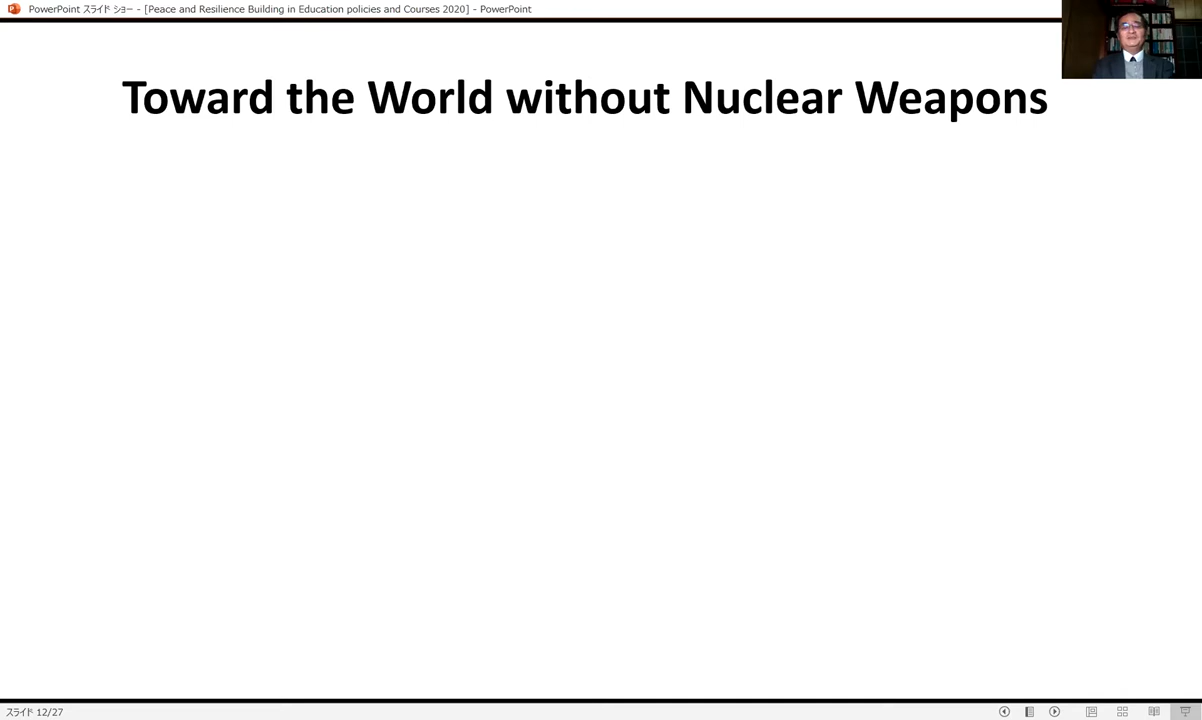 PowerPoint スライド ショー - [Peace and Resilience Building in Education policies and Courses 2020] - PowerPoint
Toward the World without Nuclear Weapons
スライド 12/27